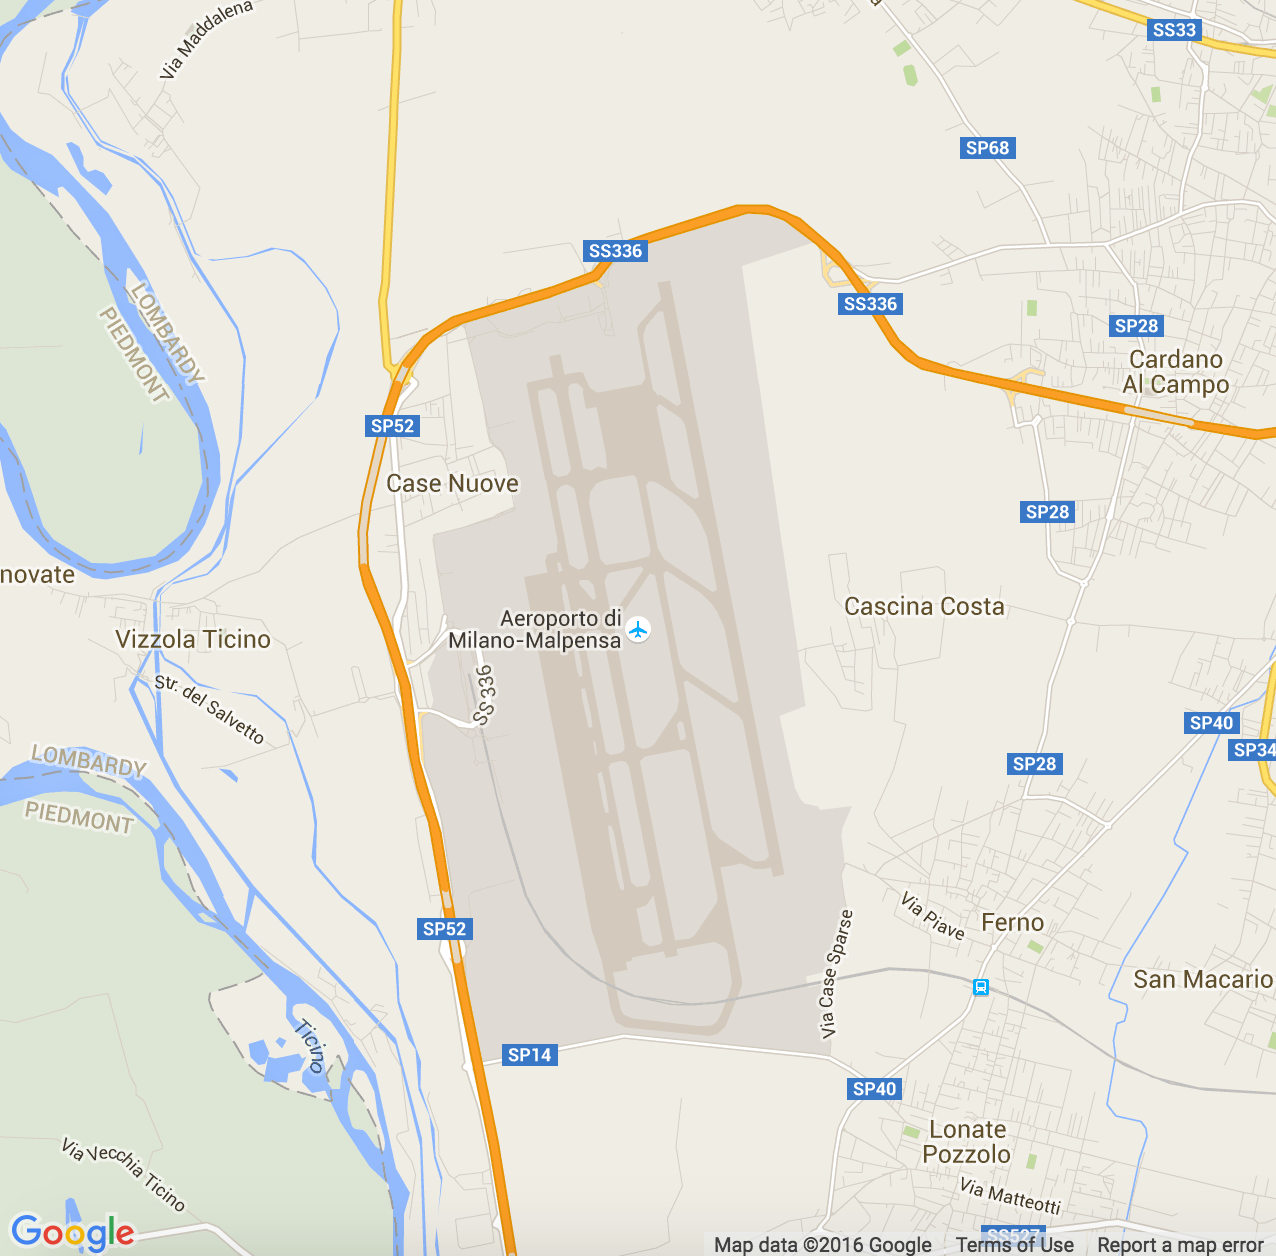 Via Maddalena
SS33
SP68
SS336
SS336
LOMBARDY
PIEDMONT
SP28
Cardano
Al Campo
SP52
Case Nuove
SP28
novate
Cascina Costa
Aeroporto di
Milano-Malpensa
Vizzola Ticino
Str. del Salvetto
SS 336
SP40
SP34
LOMBARDY
PIEDMONT
SP28
Via Piave
Ferno
SP52
Via Case Sparse
San Macario
Ticino
SP14
SP40
Lonate
Pozzolo
Via Vecchia Ticino
Via Matteotti
SS527
Google
Map data ©2016 Google
Terms of Use
Report a map error